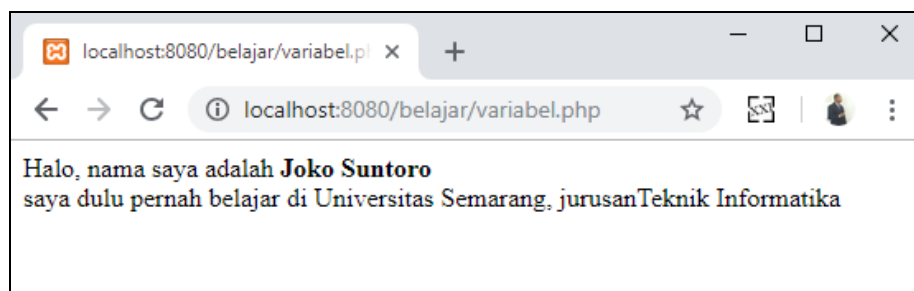 localhost:8080/belajar/variabel.p
localhost:8080/belajar/variabel.php
XXI
Halo, nama saya adalah Joko Suntoro
saya dulu pernah belajar di Universitas Semarang, jurusanTeknik Informatika